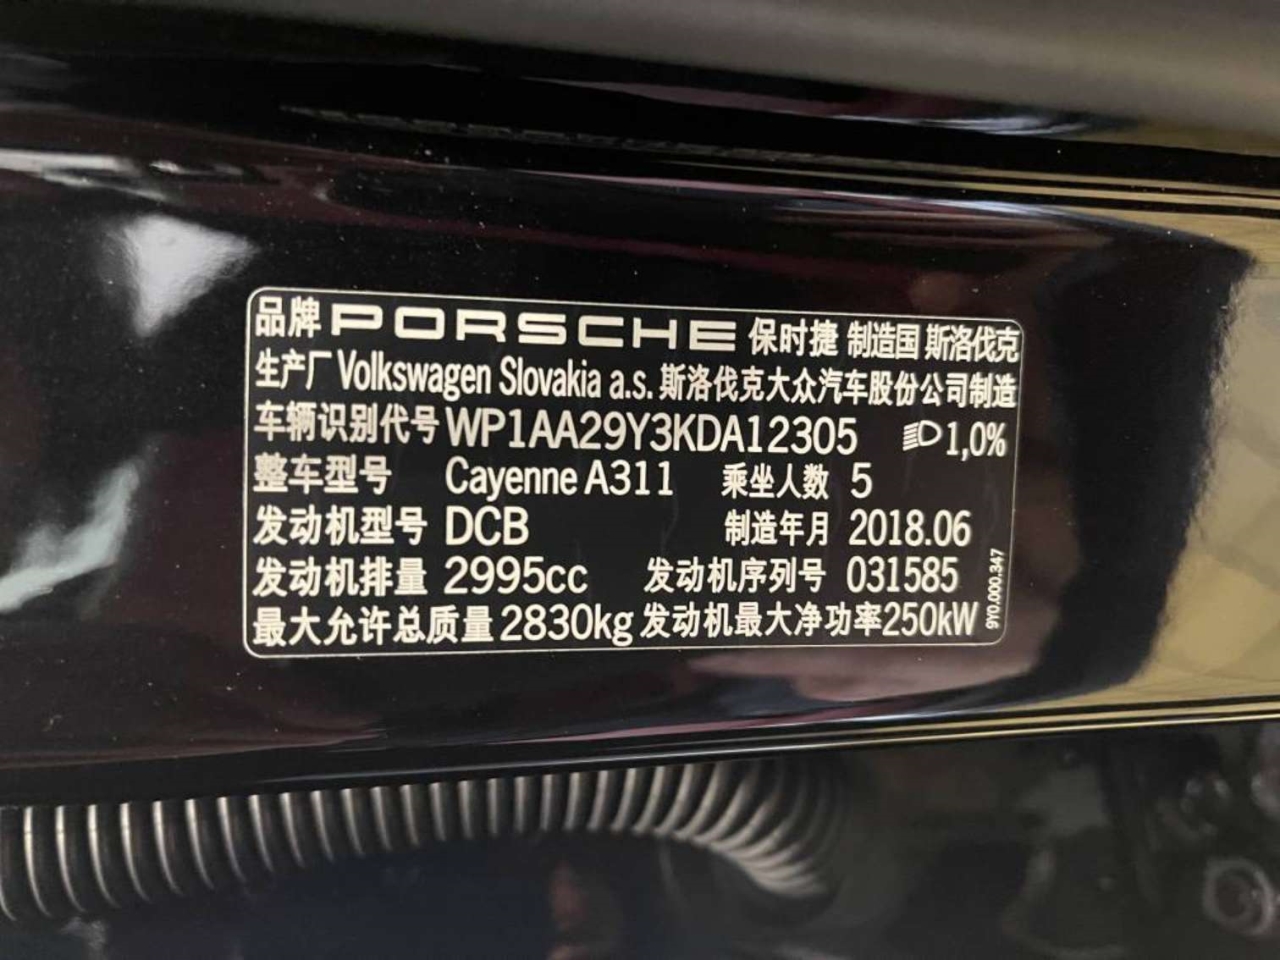 品牌 PORSCHE 保时捷 制造国 斯洛伐克
生产厂 Volkswagen Slovakia a.s. 斯洛伐克大众汽车股份公司制造
车辆识别代号 WP1AA29Y3KDA12305 1,0%
整车型号 Cayenne A311 乘坐人数 5
发动机型号 DCB 制造年月 2018.06
发动机排量 2995cc 发动机序列号 031585
最大允许总质量 2830kg 发动机最大净功率 250kW
9Y0.000.347